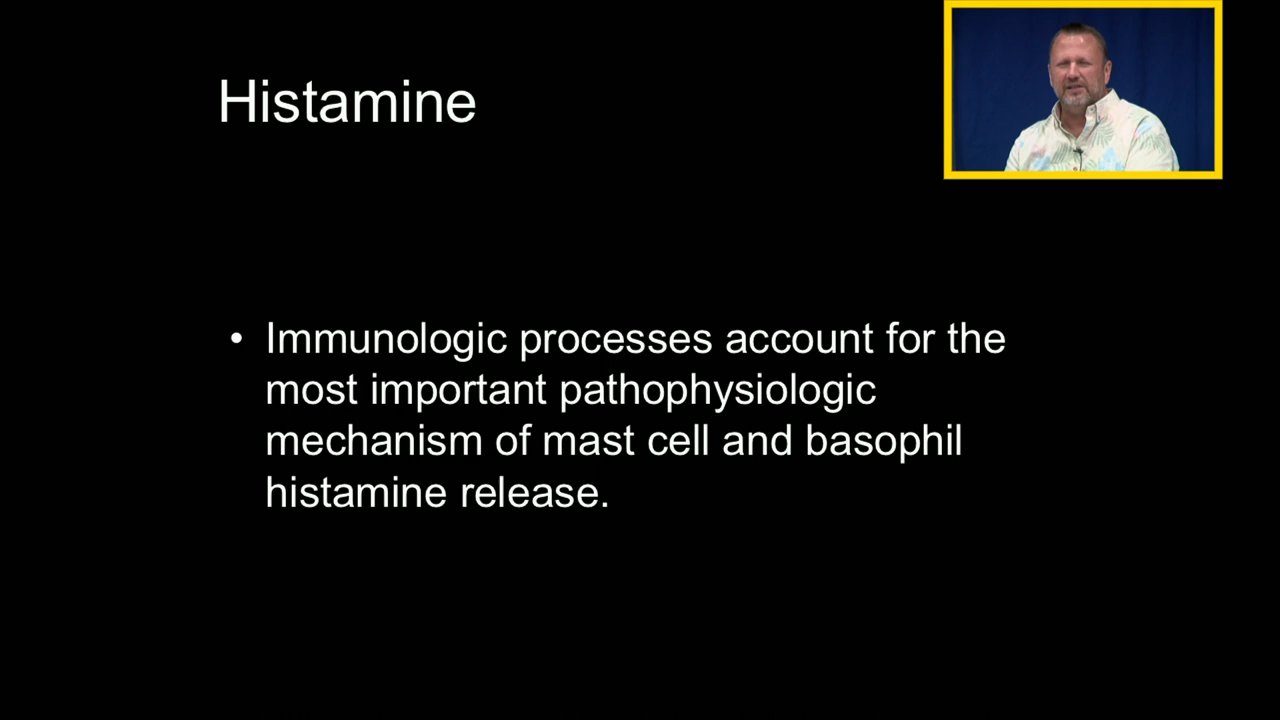 Histamine
• Immunologic processes account for the
most important pathophysiologic
mechanism of mast cell and basophil
histamine release.